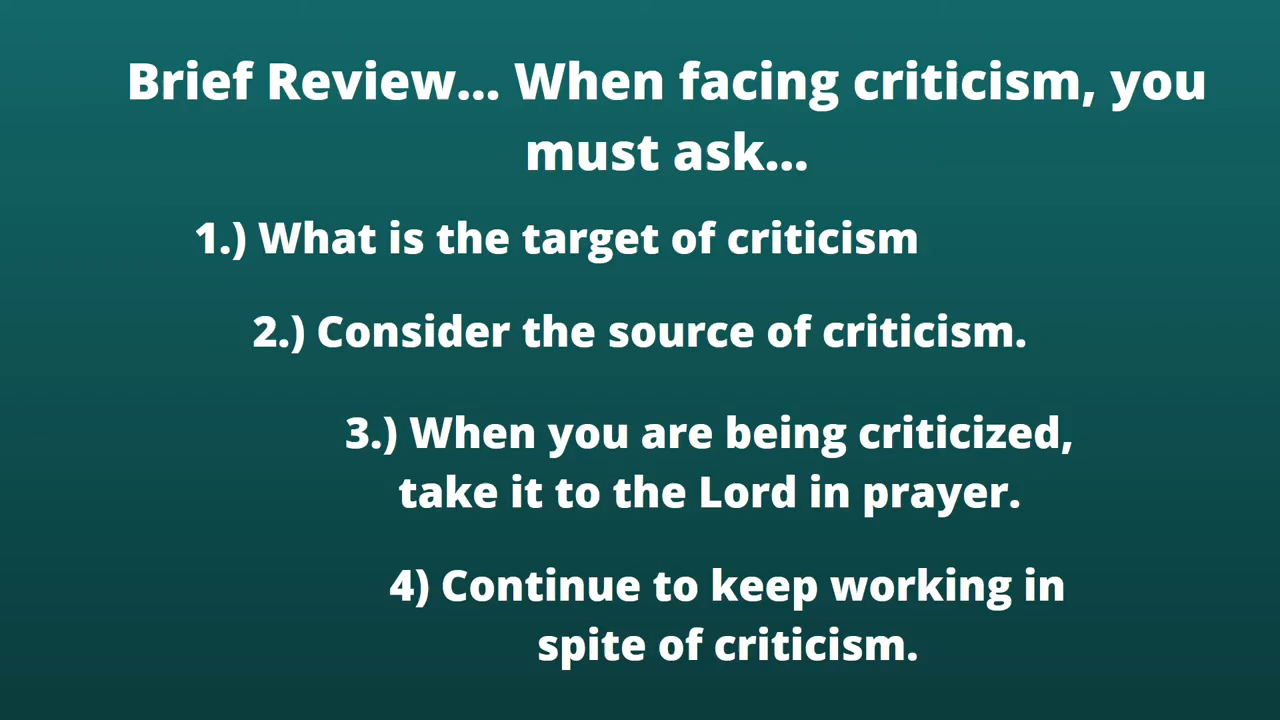 Brief Review... When facing criticism, you
must ask...
1.) What is the target of criticism
2.) Consider the source of criticism.
3.) When you are being criticized,
take it to the Lord in prayer.
4) Continue to keep working in
spite of criticism.